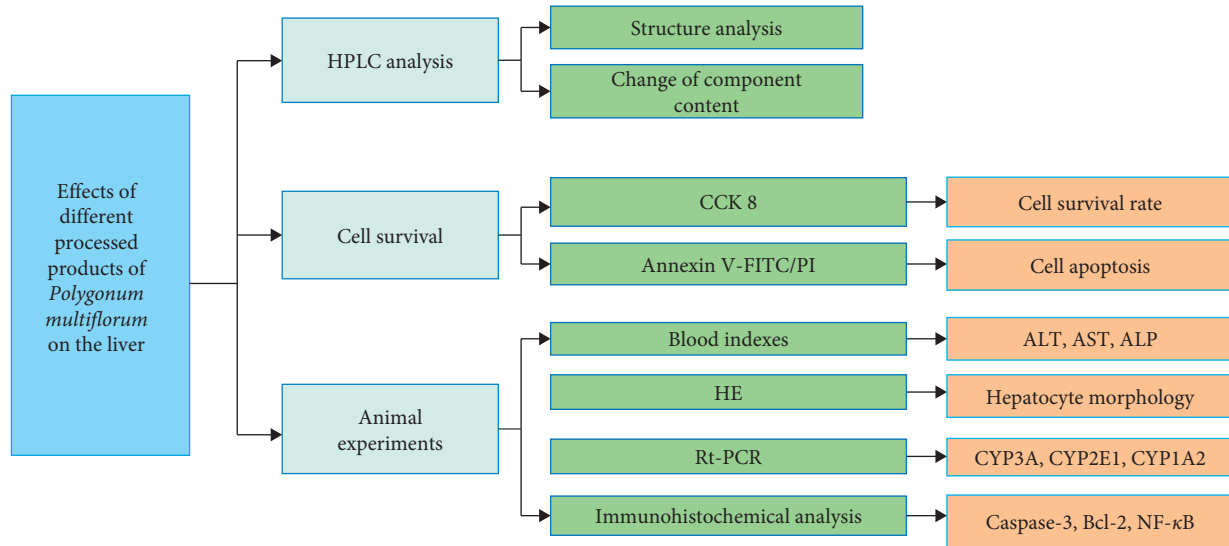 Effects of
different
processed
products of
Polygonum
multiflorum
on the liver
HPLC analysis
Structure analysis
Change of component
content
Cell survival
CCK 8
Cell survival rate
Annexin V-FITC/PI
Cell apoptosis
Animal
experiments
Blood indexes
ALT, AST, ALP
HE
Hepatocyte morphology
Rt-PCR
CYP3A, CYP2E1, CYP1A2
Immunohistochemical analysis
Caspase-3, Bcl-2, NF-κB